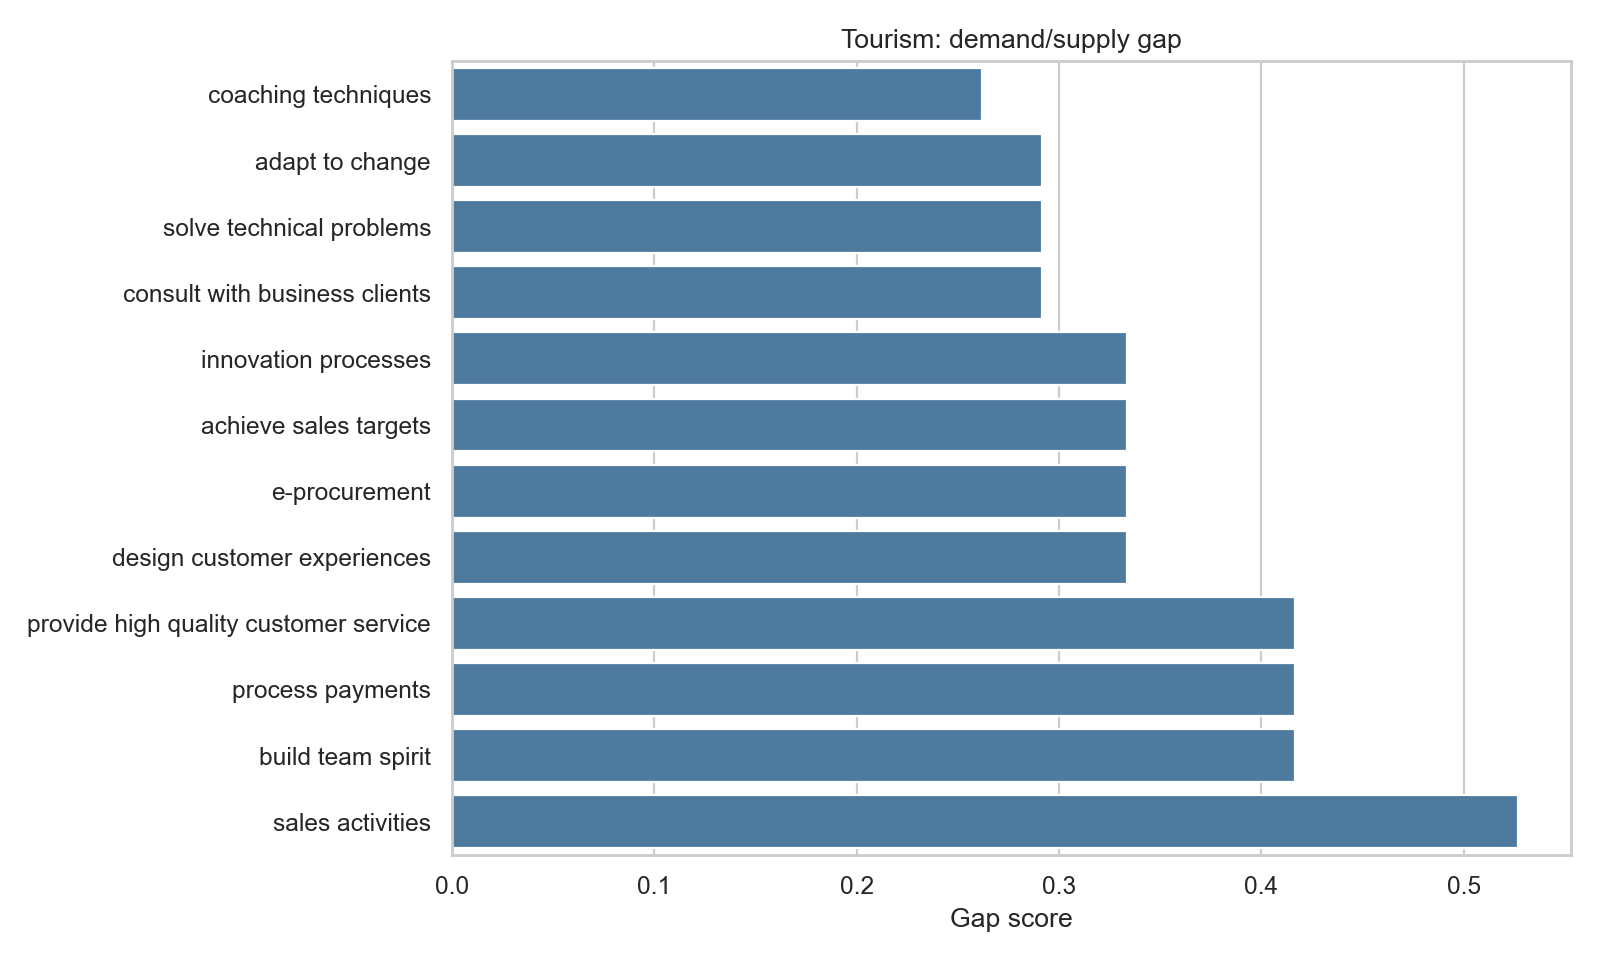 Tourism: demand/supply gap
coaching techniques
adapt to change
solve technical problems
consult with business clients
innovation processes
achieve sales targets
e-procurement
design customer experiences
provide high quality customer service
process payments
build team spirit
sales activities
0.0 0.1 0.2 0.3 0.4 0.5
Gap score